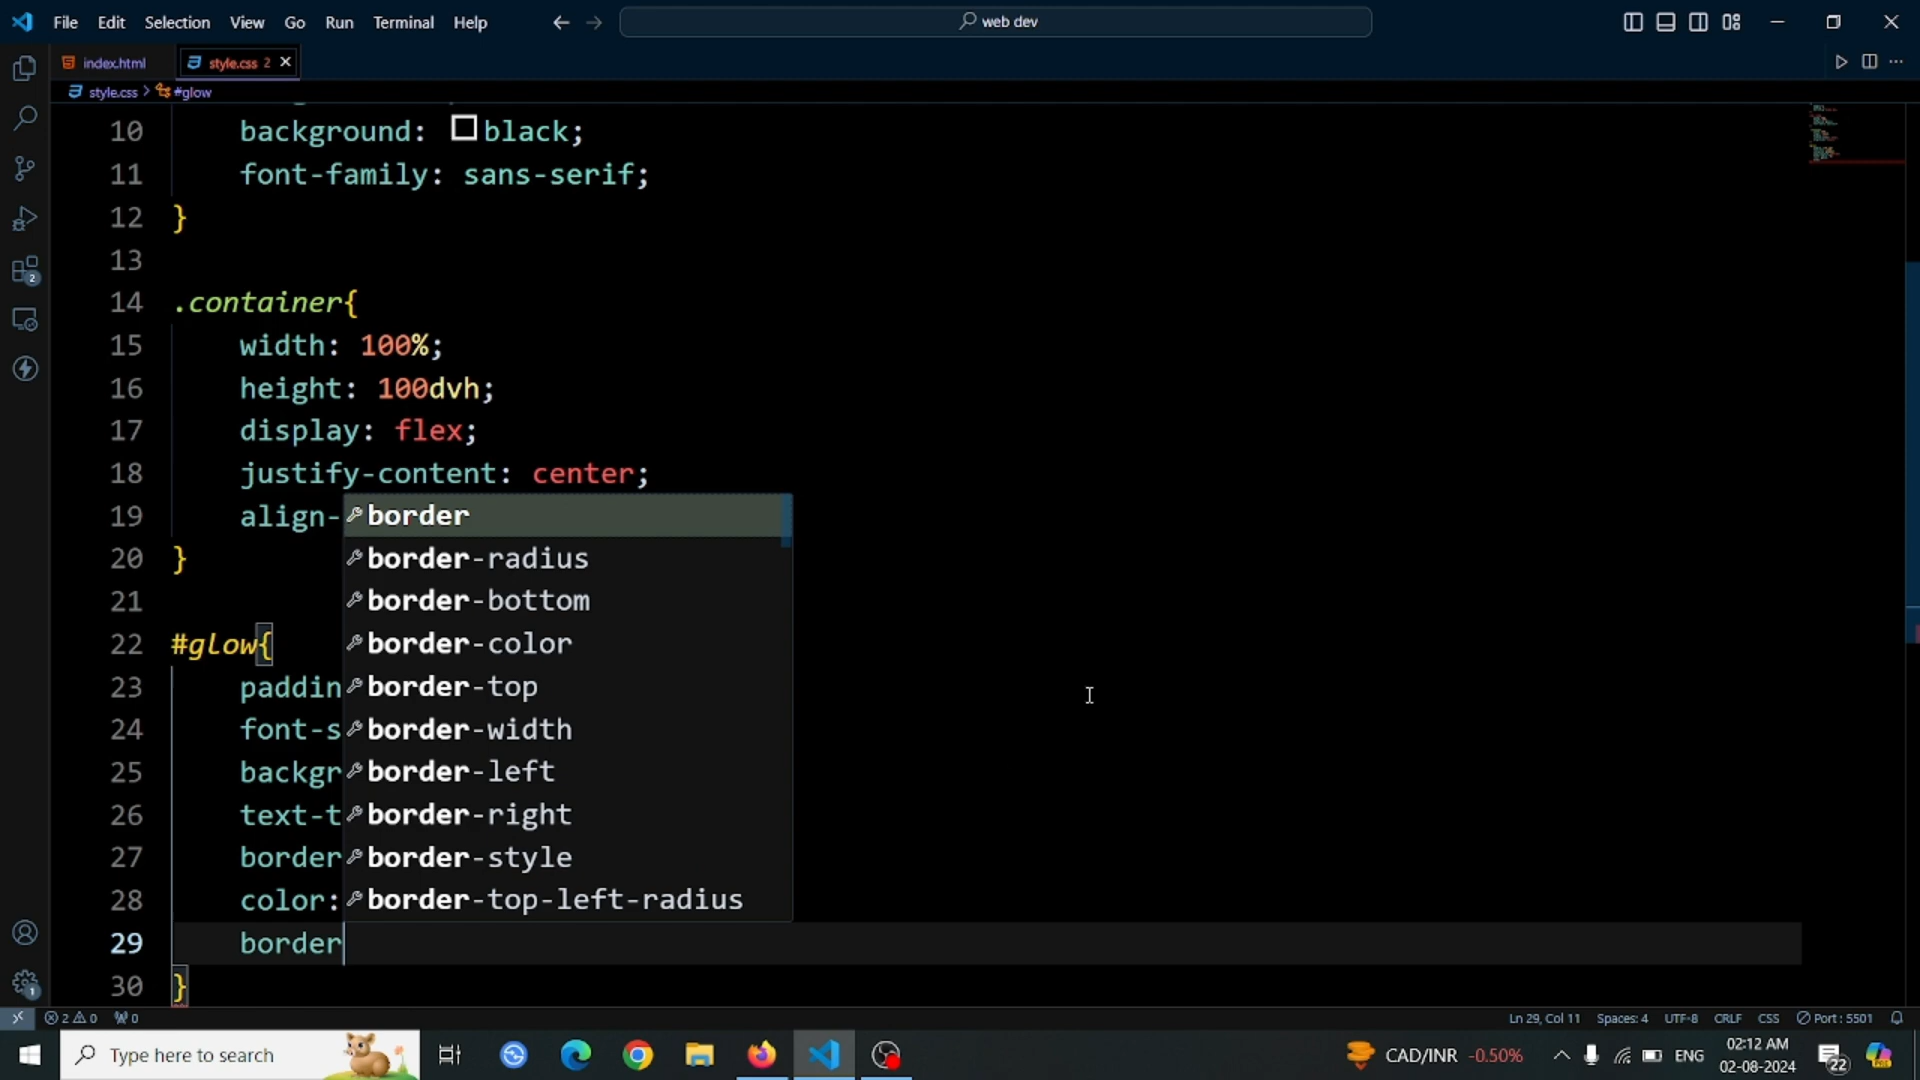 File Edit Selection View Go Run Terminal Help web dev
index.html style.css 2
style.css > #glow
10 background: black;
11 font-family: sans-serif;
12 }
13
14 .container{
15 width: 100%;
16 height: 100dvh;
17 display: flex;
18 justify-content: center;
19 align- border
20 } border-radius
21 border-bottom
22 #glow{ border-color
23 paddin border-top
24 font-s border-width
25 backgr border-left
26 text-t border-right
27 border border-style
28 color: border-top-left-radius
29 border
30 }
2 0 0 Ln 29, Col 11 Spaces: 4 UTF-8 CRLF CSS Port : 5501
Type here to search CAD/INR -0.50% ENG 02:12 AM
02-08-2024 22